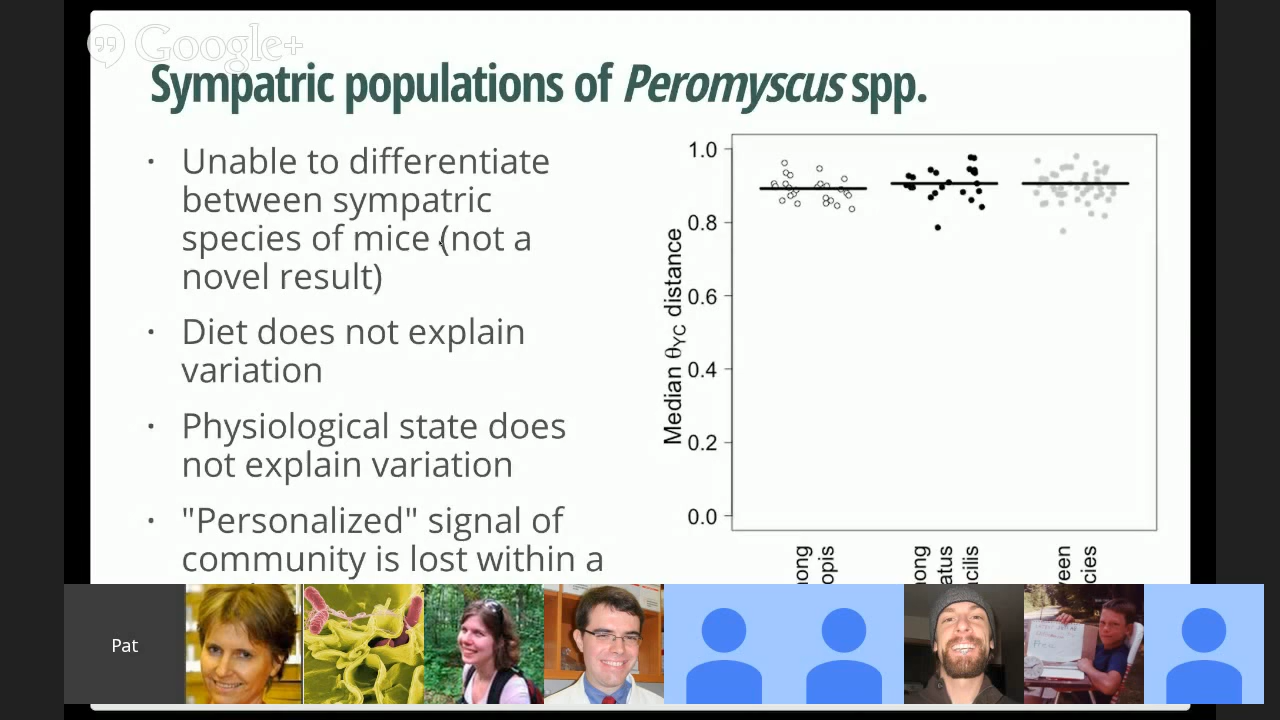 Google+
Sympatric populations of Peromyscus spp.
· Unable to differentiate
between sympatric
species of mice (not a
novel result)
· Diet does not explain
variation
· Physiological state does
not explain variation
· "Personalized" signal of
community is lost within a
1.0
0.8
0.6
0.4
0.2
0.0
Median θYC distance
Pat